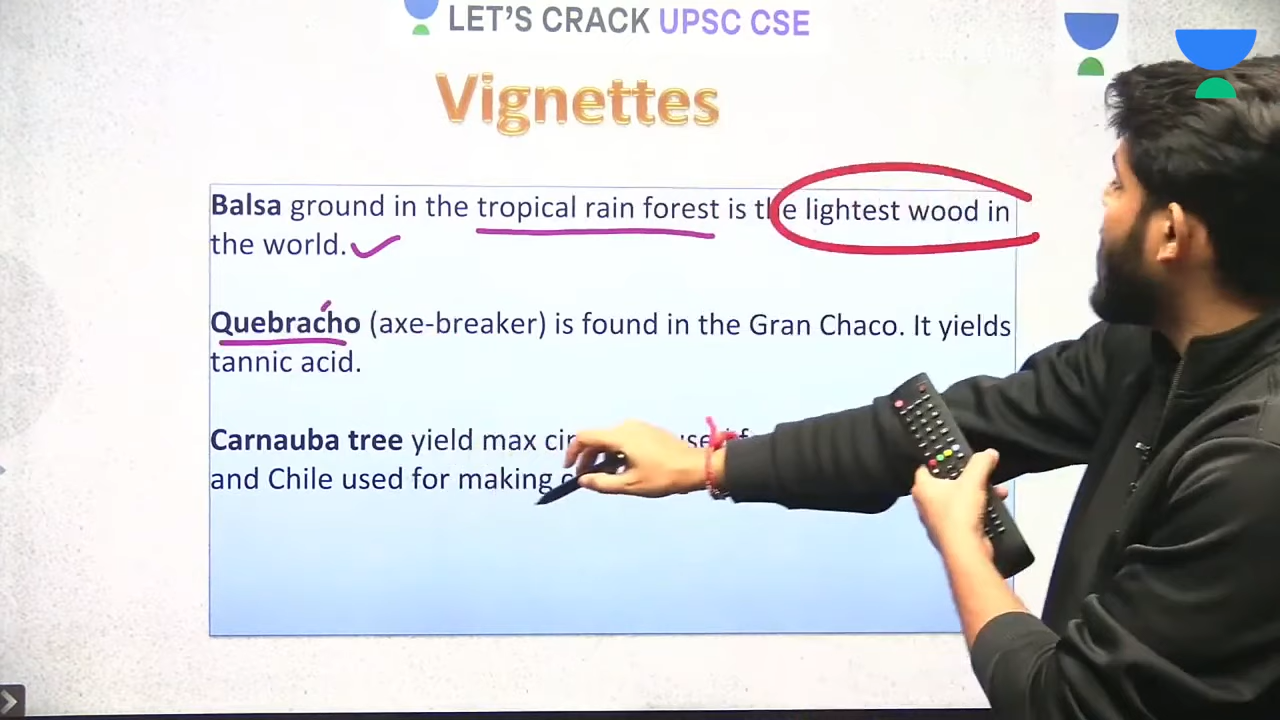 LET'S CRACK UPSC CSE
Vignettes
Balsa ground in the tropical rain forest is the lightest wood in
the world.
Quebracho (axe-breaker) is found in the Gran Chaco. It yields
tannic acid.
Carnauba tree yield max
and Chile used for making